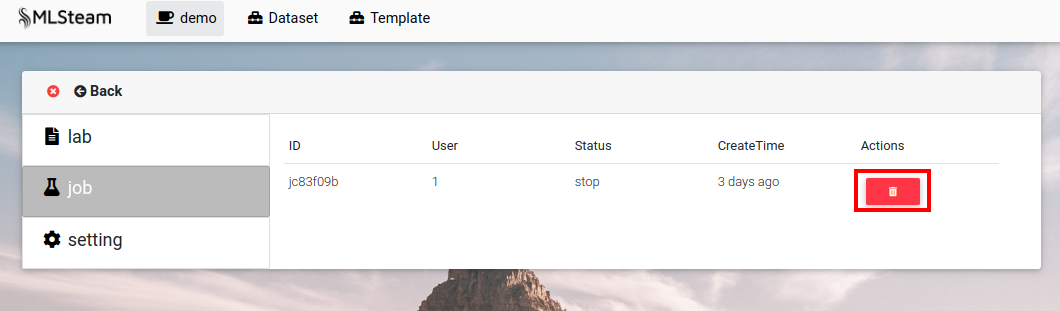 MLSteam demo Dataset Template
Back
lab
job
setting
ID User Status CreateTime Actions
jc83f09b 1 stop 3 days ago